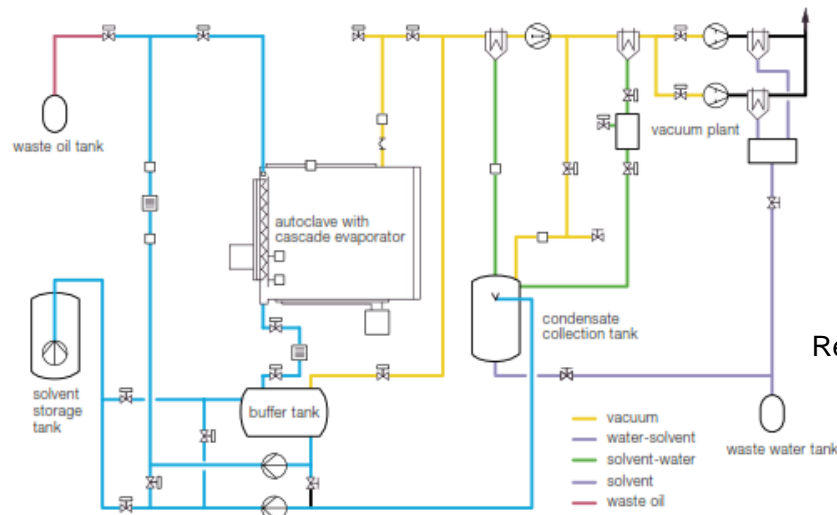 waste oil tank
vacuum plant
autoclave with
cascade evaporator
condensate
collection tank
Re
solvent
storage
tank
buffer tank
vacuum
water-solvent
solvent-water
solvent
waste oil
waste water tank